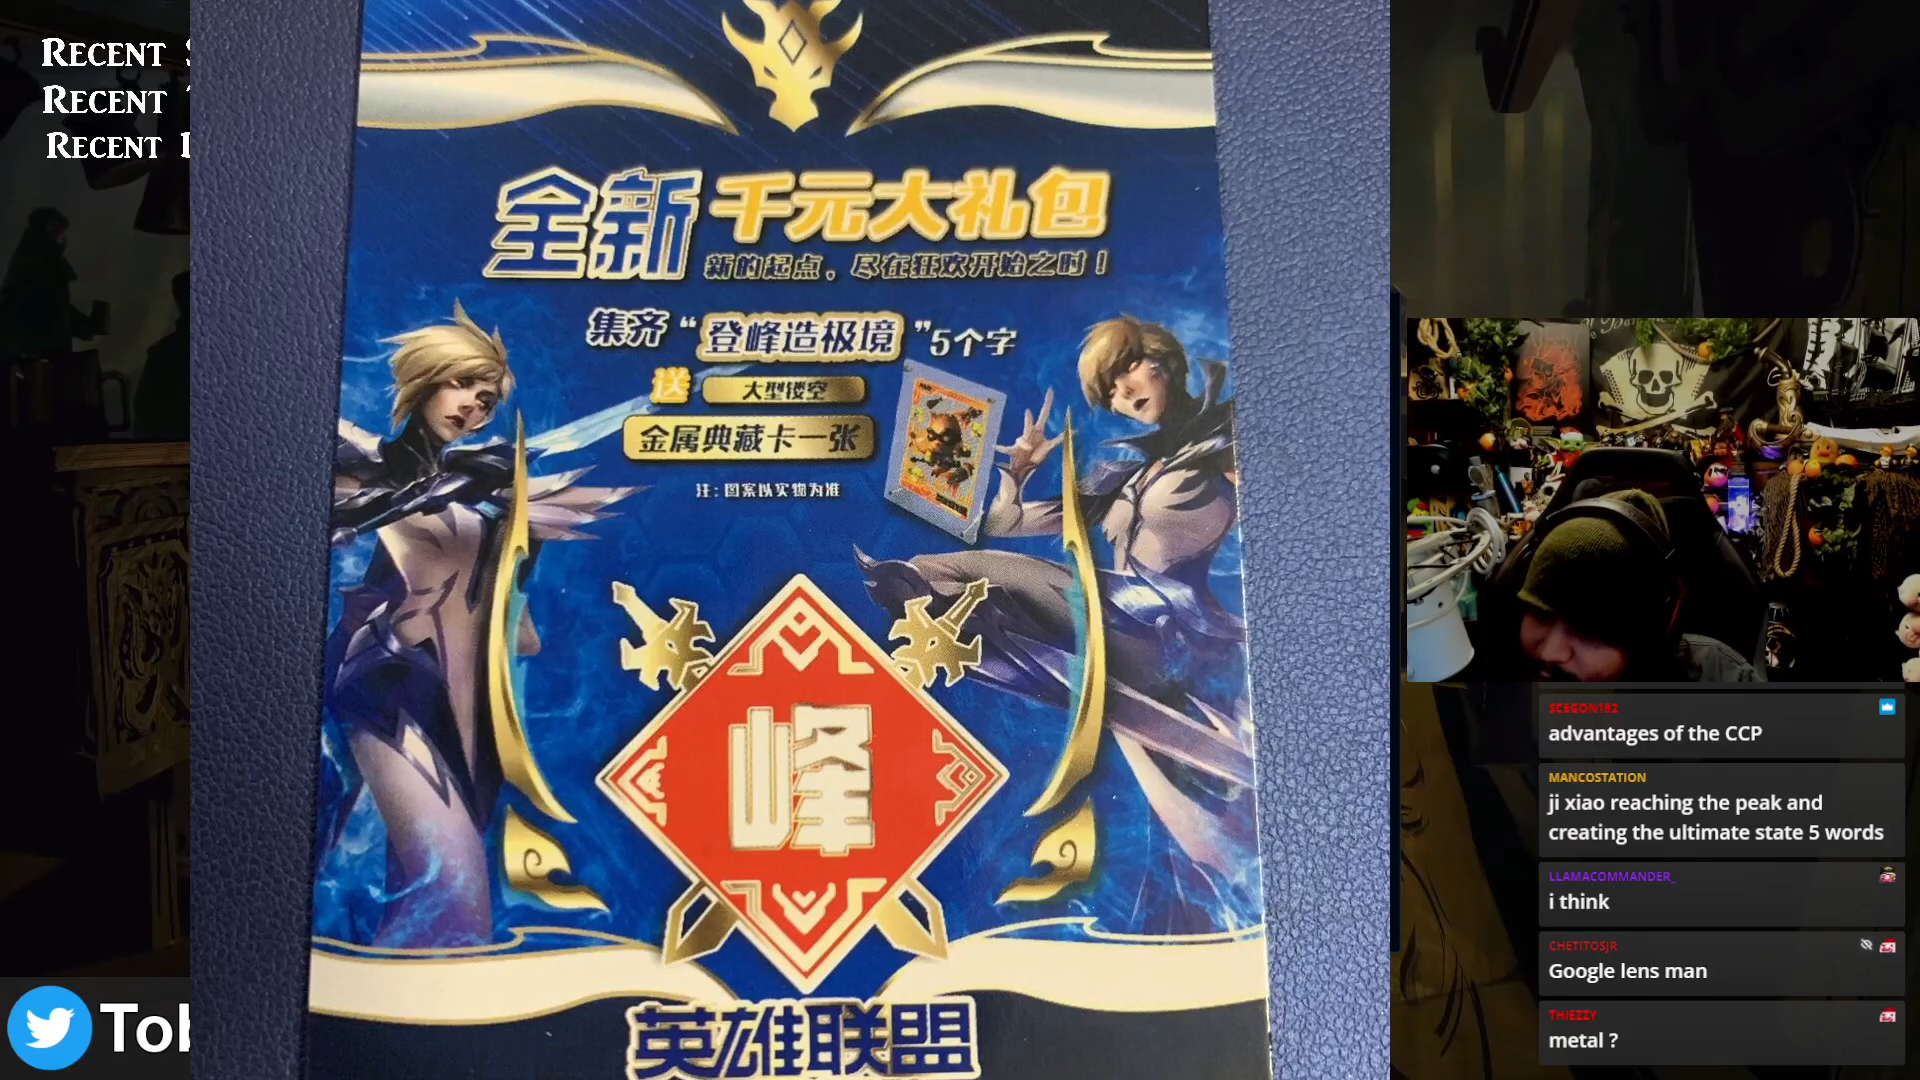 RECENT
RECENT
RECENT
全新
千元大礼包
新的起点，尽在狂欢开始之时！
集齐“登峰造极境”5个字
送 大型镂空
金属典藏卡一张
注：图案以实物为准
峰
英雄联盟
SCEGON182
advantages of the CCP
MANCOSTATION
ji xiao reaching the peak and
creating the ultimate state 5 words
LLAMACOMMANDER_
i think
CHETITOSJR
Google lens man
THIEZZY
metal ?
Tob